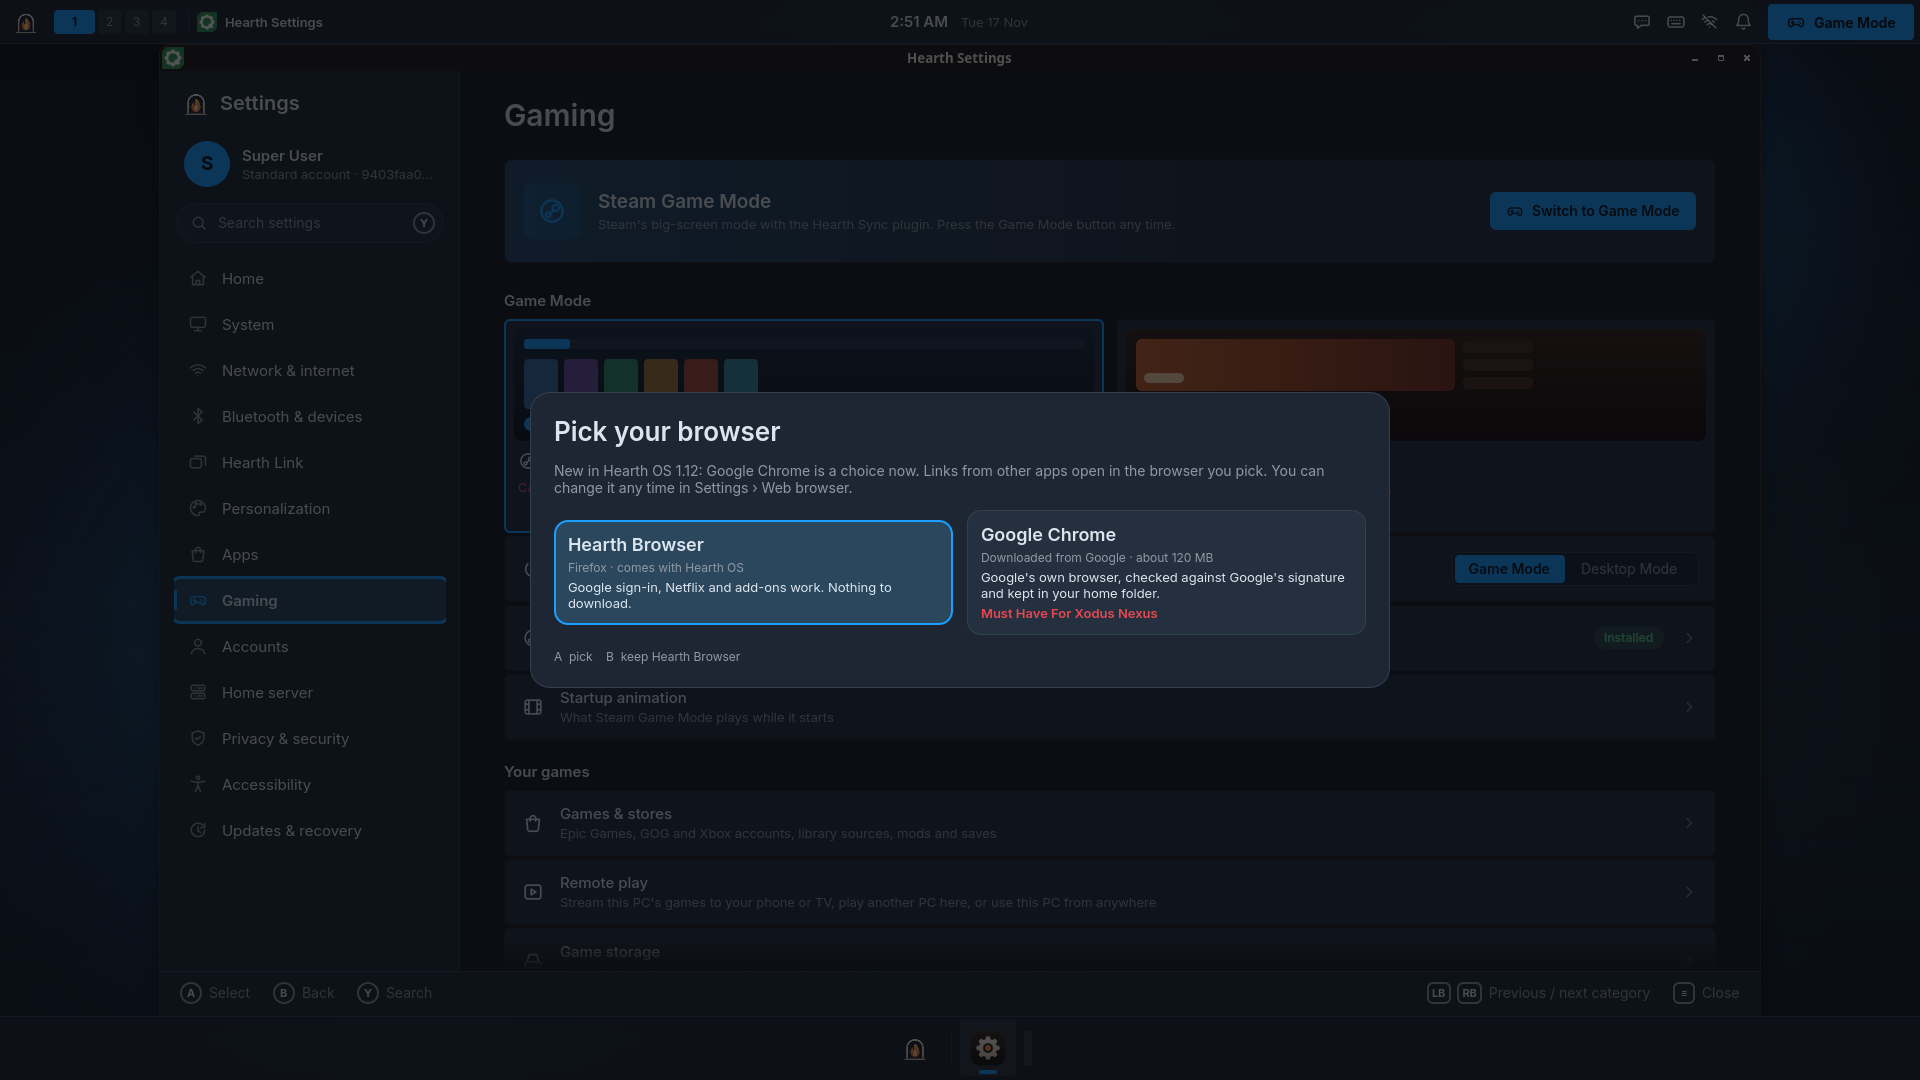 1 2 3 4 Hearth Settings
2:51 AM Tue 17 Nov
Game Mode
Hearth Settings
Settings
S
Super User
Standard account · 9403faa0...
Search settings Y
Home
System
Network & internet
Bluetooth & devices
Hearth Link
Personalization
Apps
Gaming
Accounts
Home server
Privacy & security
Accessibility
Updates & recovery
Gaming
Steam Game Mode
Steam's big-screen mode with the Hearth Sync plugin. Press the Game Mode button any time.
Switch to Game Mode
Game Mode
Pick your browser
New in Hearth OS 1.12: Google Chrome is a choice now. Links from other apps open in the browser you pick. You can
change it any time in Settings › Web browser.
Hearth Browser
Firefox · comes with Hearth OS
Google sign-in, Netflix and add-ons work. Nothing to
download.
Google Chrome
Downloaded from Google · about 120 MB
Google's own browser, checked against Google's signature
and kept in your home folder.
Must Have For Xodus Nexus
A pick B keep Hearth Browser
Game Mode Desktop Mode
Installed
Startup animation
What Steam Game Mode plays while it starts
Your games
Games & stores
Epic Games, GOG and Xbox accounts, library sources, mods and saves
Remote play
Stream this PC's games to your phone or TV, play another PC here, or use this PC from anywhere
Game storage
A Select B Back Y Search
LB RB Previous / next category ≡ Close